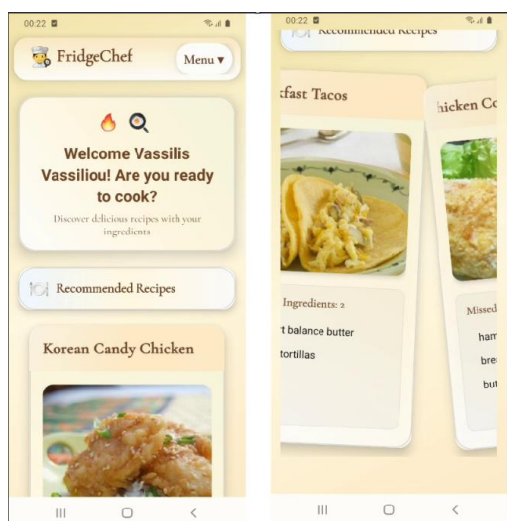 00:22
FridgeChef
Menu ▾
Welcome Vassilis
Vassiliou! Are you ready
to cook?
Discover delicious recipes with your
ingredients
Recommended Recipes
Korean Candy Chicken
00:22
Recommended Recipes
kfast Tacos
hicken Co
Ingredients: 2
t balance butter
tortillas
Missed
ham
brea
but